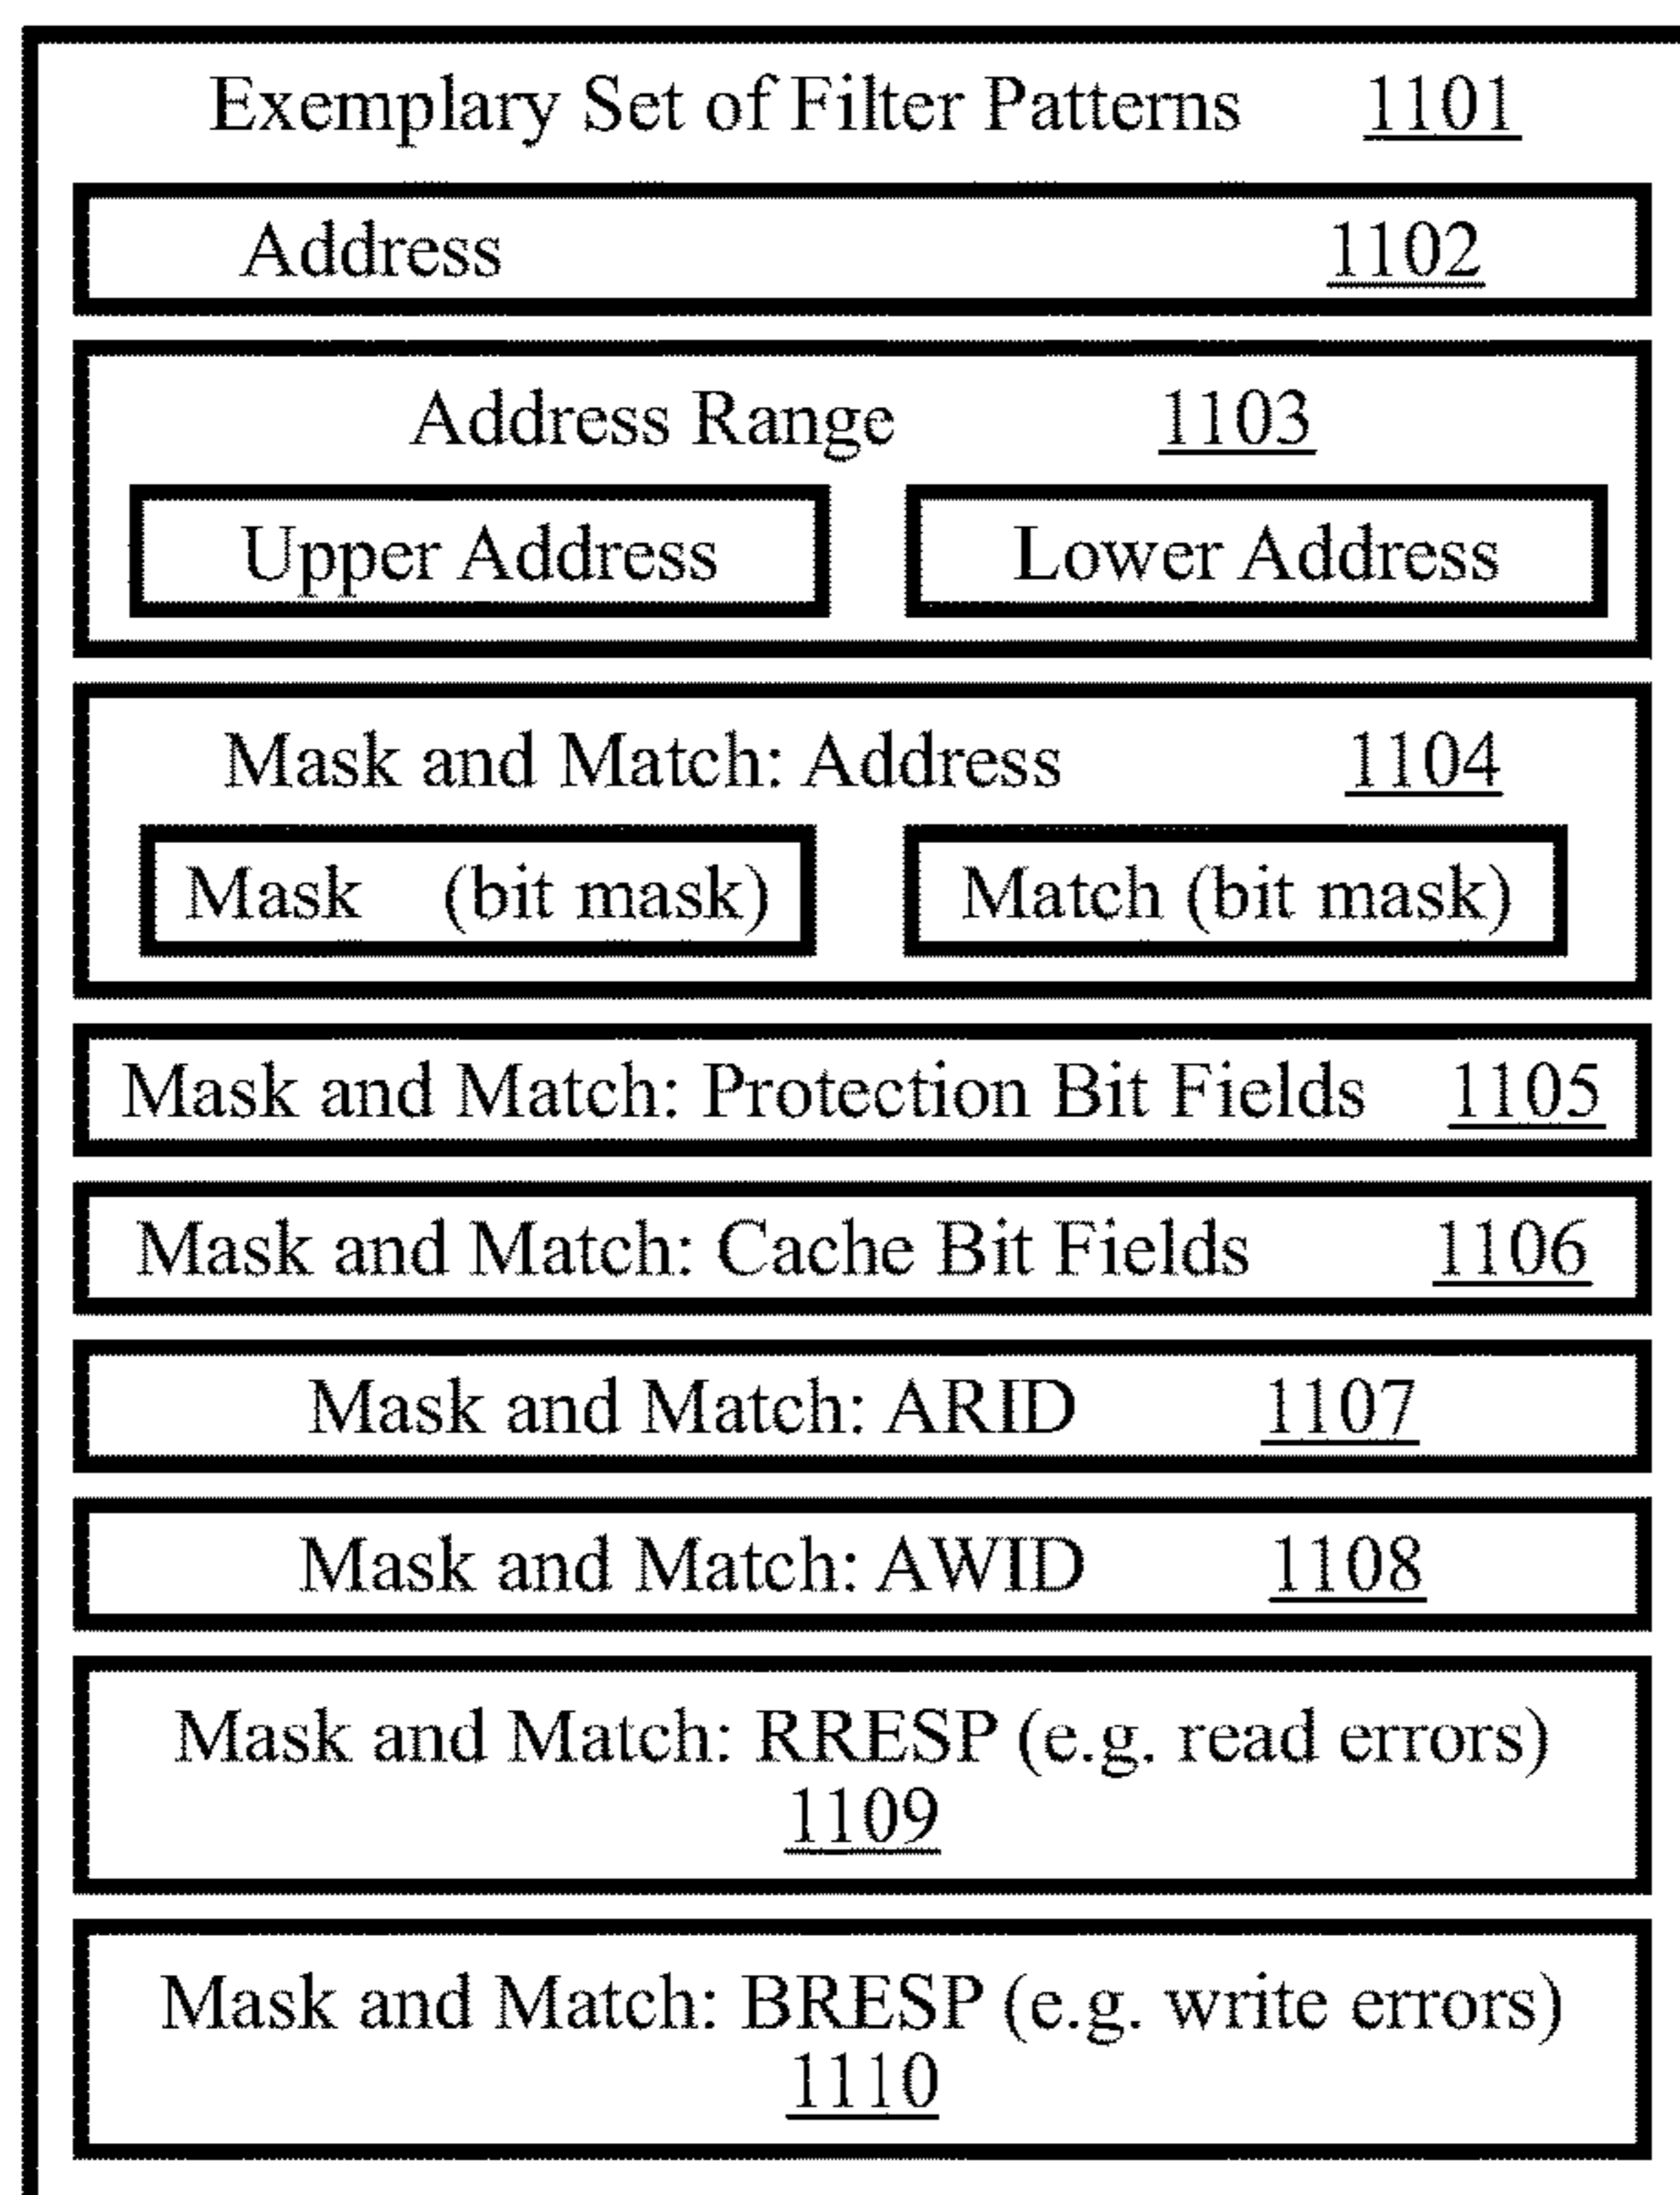 Exemplary Set of Filter Patterns 1101
Address 1102
Address Range 1103
Upper Address Lower Address
Mask and Match: Address 1104
Mask (bit mask) Match (bit mask)
Mask and Match: Protection Bit Fields 1105
Mask and Match: Cache Bit Fields 1106
Mask and Match: ARID 1107
Mask and Match: AWID 1108
Mask and Match: RRESP (e.g. read errors)
1109
Mask and Match: BRESP (e.g. write errors)
1110